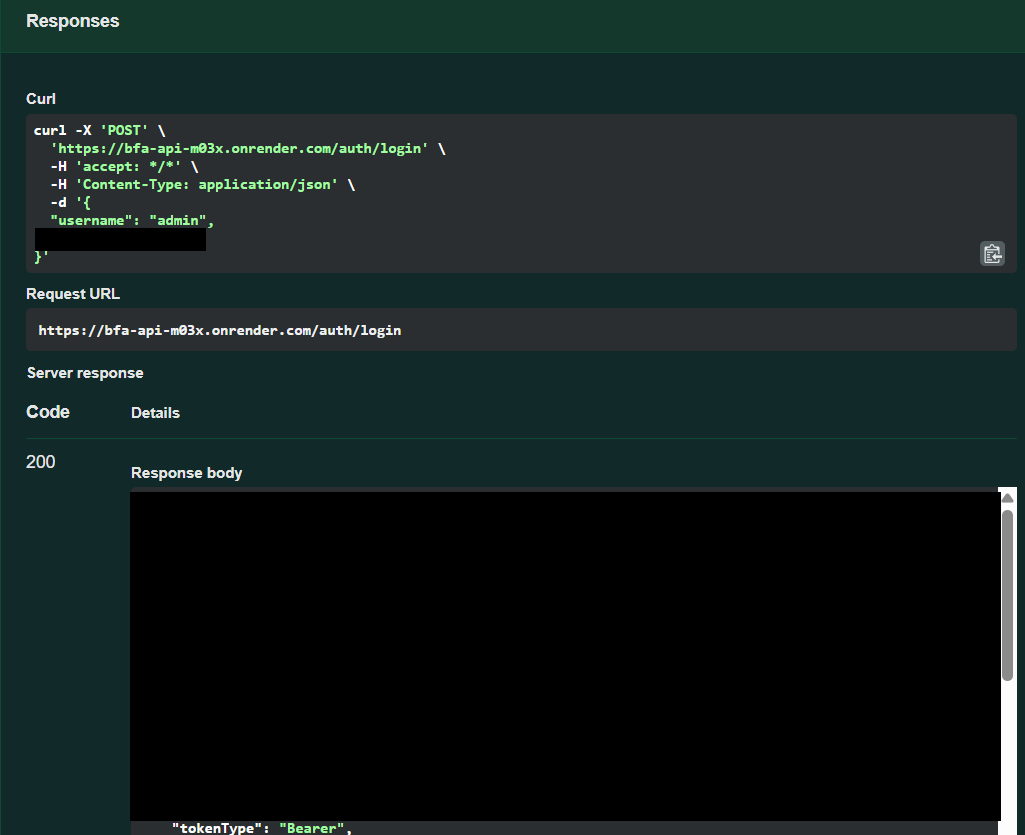 Responses
Curl
curl -X 'POST' \
'https://bfa-api-m03x.onrender.com/auth/login' \
-H 'accept: */*' \
-H 'Content-Type: application/json' \
-d '{
"username": "admin",
}'
Request URL
https://bfa-api-m03x.onrender.com/auth/login
Server response
Code Details
200
Response body
"tokenType": "Bearer",